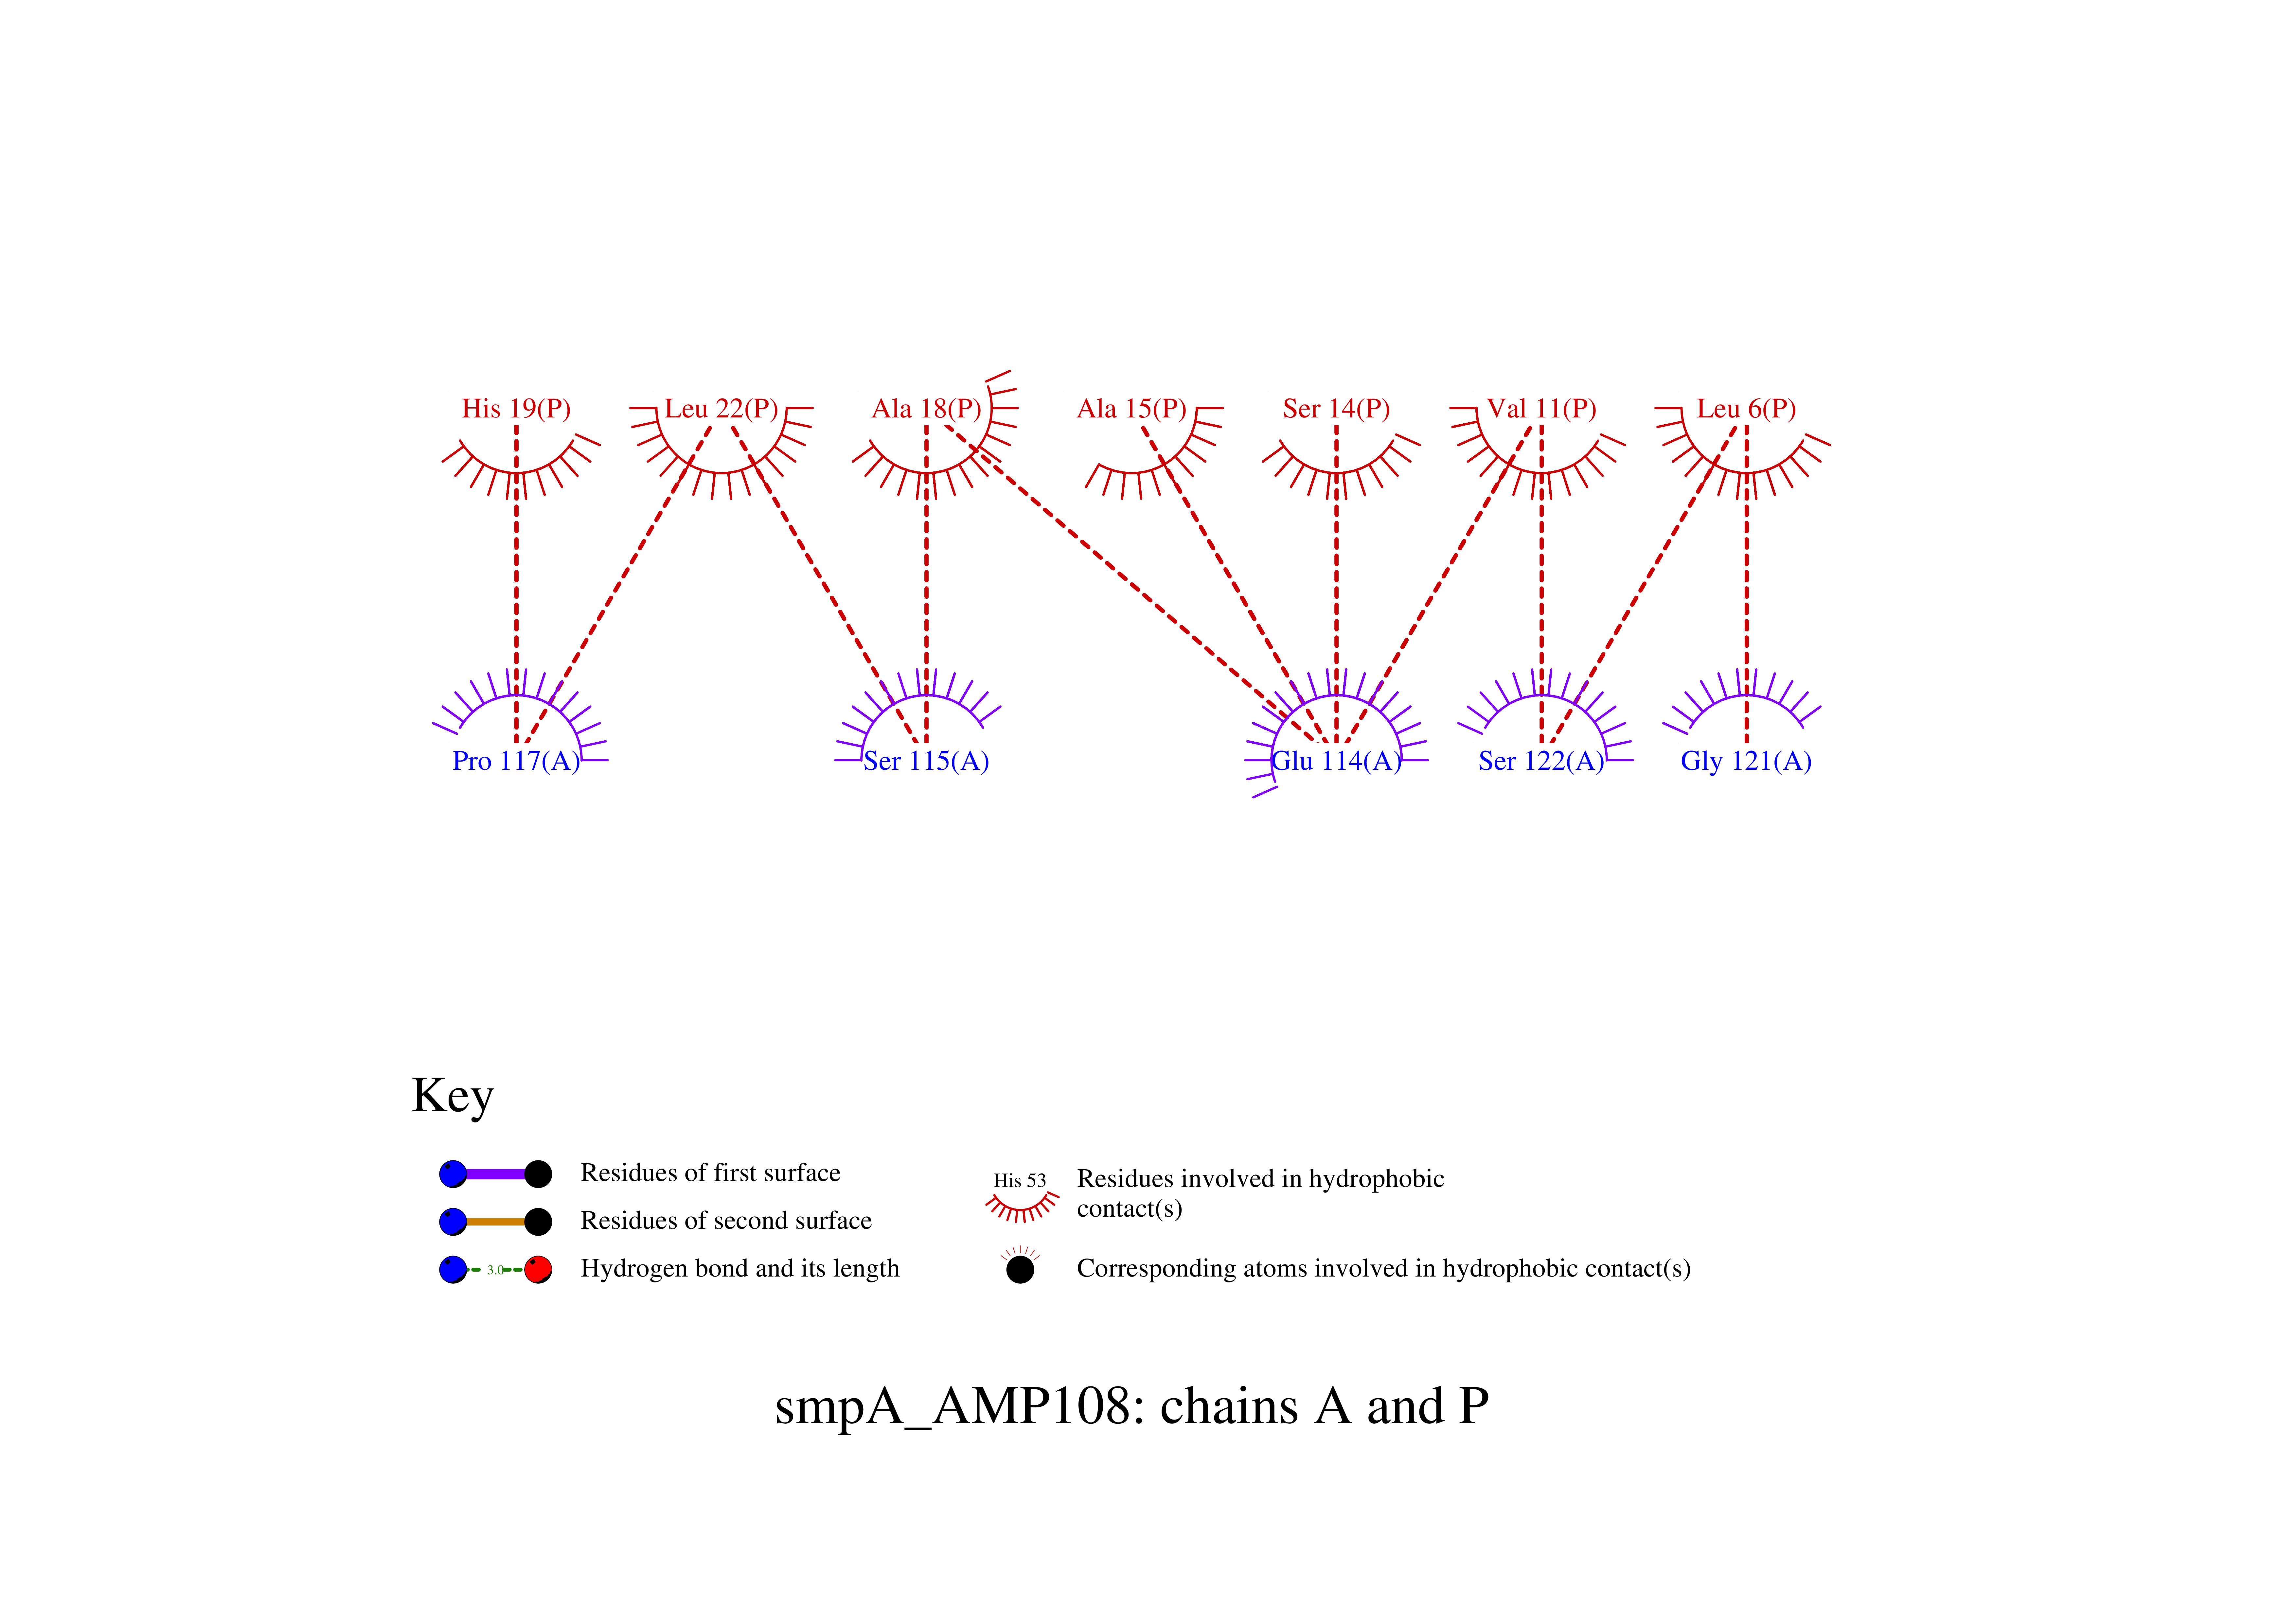 His 19(P) Leu 22(P) Ala 18(P) Ala 15(P) Ser 14(P) Val 11(P) Leu 6(P)
Pro 117(A) Ser 115(A) Glu 114(A) Ser 122(A) Gly 121(A)
Key
Residues of first surface
Residues of second surface
3.0 Hydrogen bond and its length
His 53 Residues involved in hydrophobic
contact(s)
Corresponding atoms involved in hydrophobic contact(s)
smpA_AMP108: chains A and P